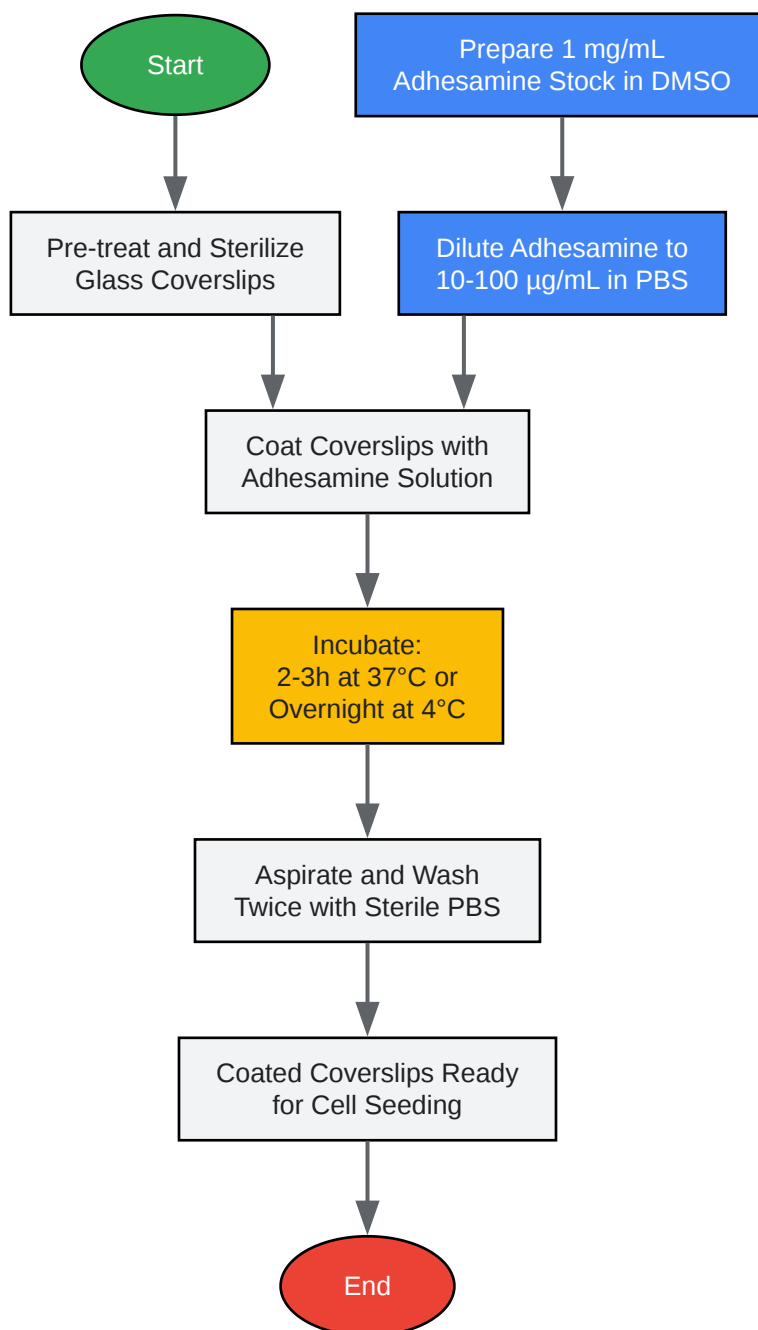 Start
Prepare 1 mg/mL
Adhesamine Stock in DMSO
Pre-treat and Sterilize
Glass Coverslips
Dilute Adhesamine to
10-100 µg/mL in PBS
Coat Coverslips with
Adhesamine Solution
Incubate:
2-3h at 37°C or
Overnight at 4°C
Aspirate and Wash
Twice with Sterile PBS
Coated Coverslips Ready
for Cell Seeding
End